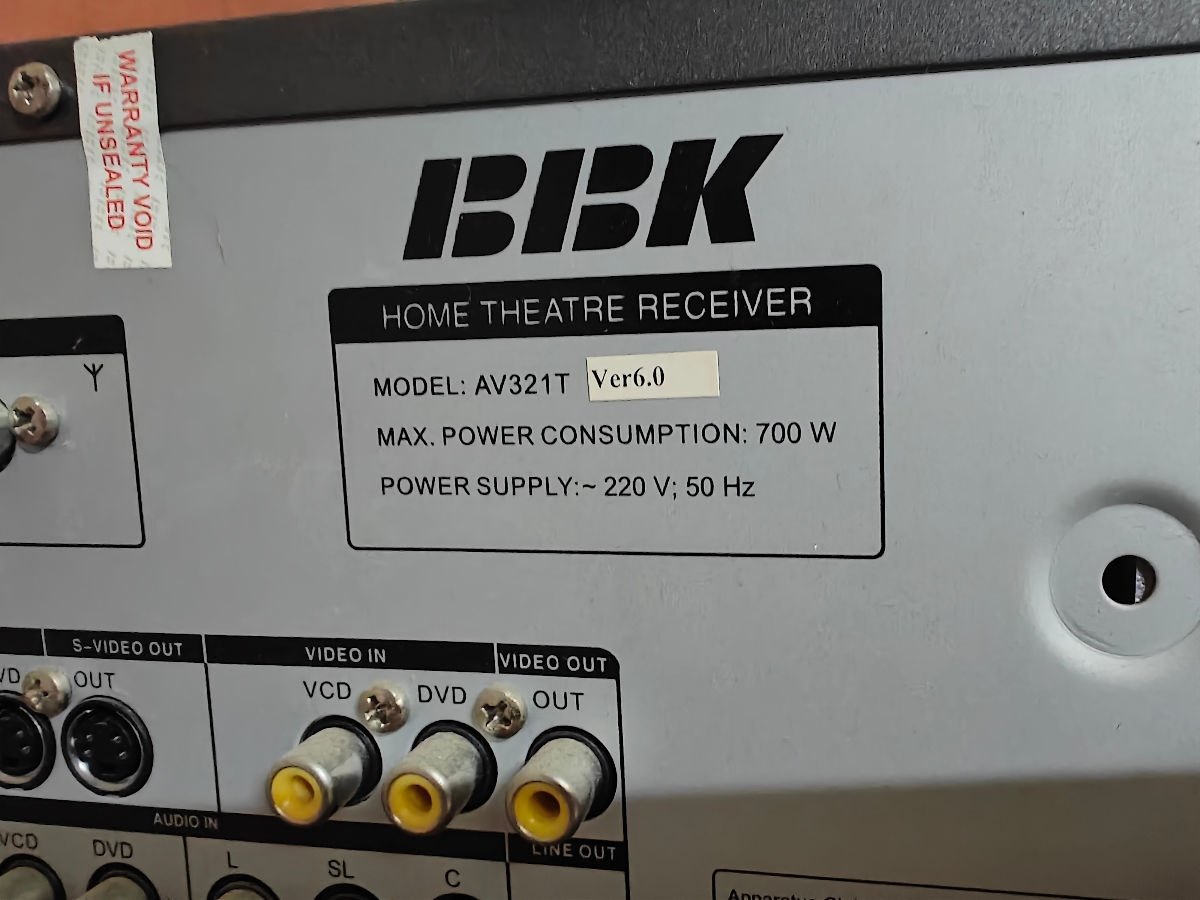 WARRANTY VOID
IF UNSEALED
BBK
HOME THEATRE RECEIVER
MODEL: AV321T Ver6.0
MAX. POWER CONSUMPTION: 700 W
POWER SUPPLY:~ 220 V; 50 Hz
S-VIDEO OUT
VIDEO IN
VIDEO OUT
OUT
VCD
DVD
OUT
AUDIO IN
LINE OUT
VCD
DVD
L
SL
C